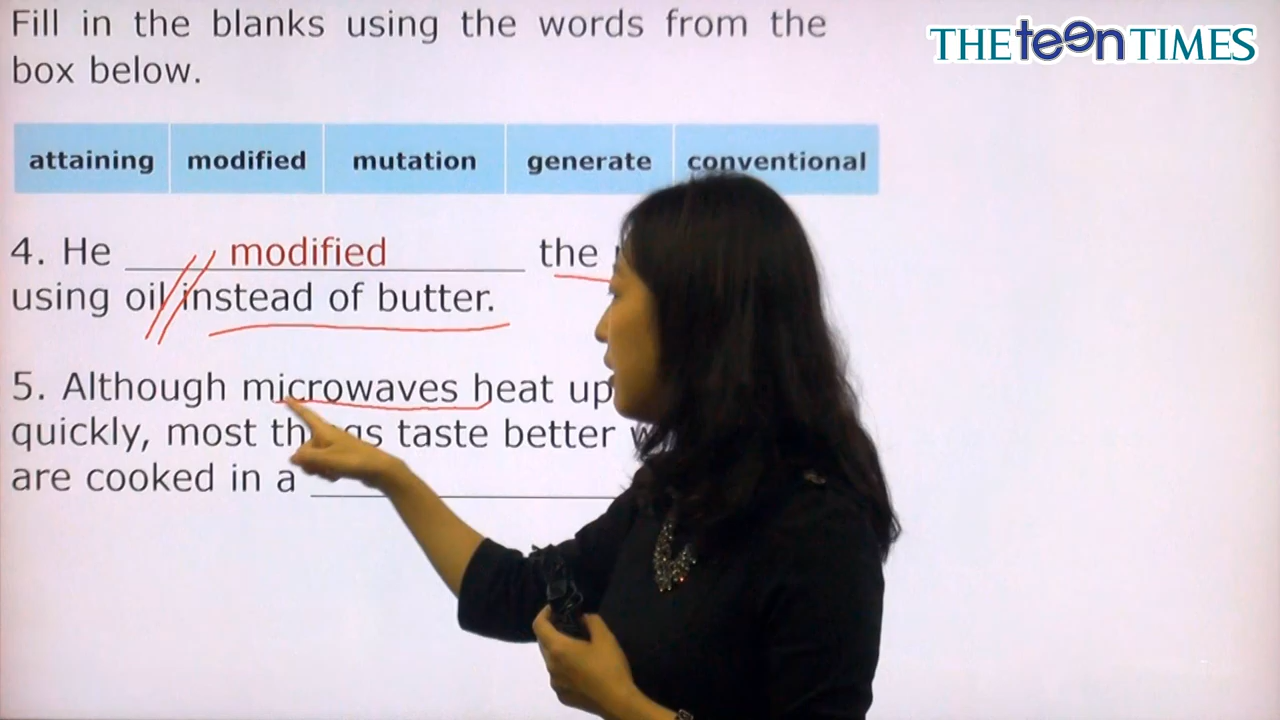 Fill in the blanks using the words from the
THE teen TIMES
box below.
attaining modified mutation generate conventional
4. He modified the
using oil instead of butter.
5. Although microwaves heat up
quickly, most things taste better
are cooked in a